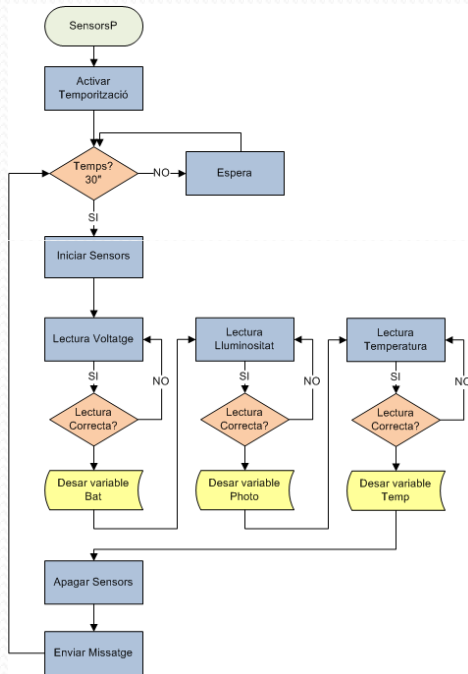 SensorsP
Activar
Temporització
Temps?
30"
NO
Espera
SI
Iniciar Sensors
Lectura Voltatge
SI
NO
Lectura
Correcta?
Desar variable
Bat
Lectura
Lluminositat
SI
NO
Lectura
Correcta?
Desar variable
Photo
Lectura
Temperatura
SI
NO
Lectura
Correcta?
Desar variable
Temp
Apagar Sensors
Enviar Missatge